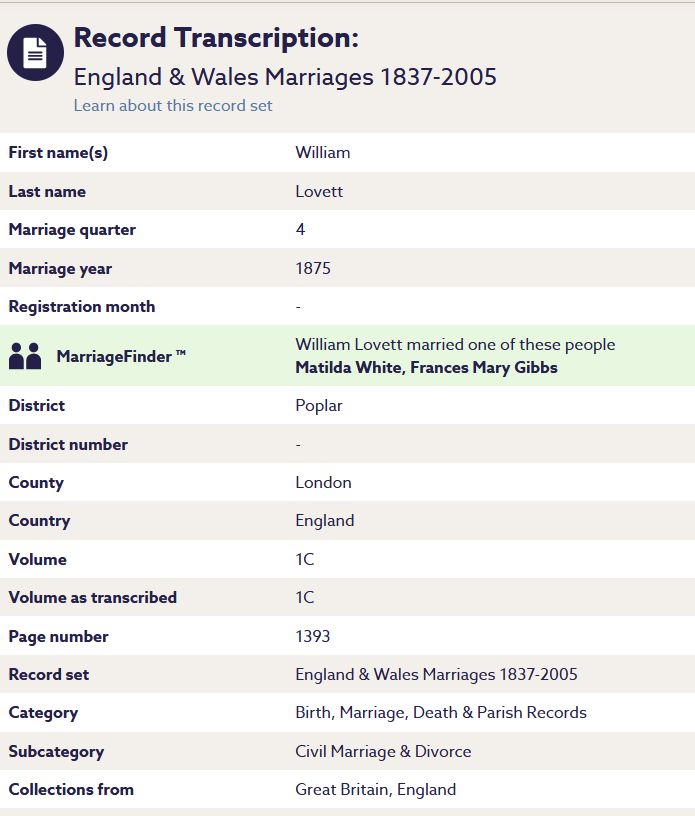 Record Transcription:
England & Wales Marriages 1837-2005
Learn about this record set
First name(s) William
Last name Lovett
Marriage quarter 4
Marriage year 1875
Registration month -
MarriageFinder ™ William Lovett married one of these people
Matilda White, Frances Mary Gibbs
District Poplar
District number -
County London
Country England
Volume 1C
Volume as transcribed 1C
Page number 1393
Record set England & Wales Marriages 1837-2005
Category Birth, Marriage, Death & Parish Records
Subcategory Civil Marriage & Divorce
Collections from Great Britain, England